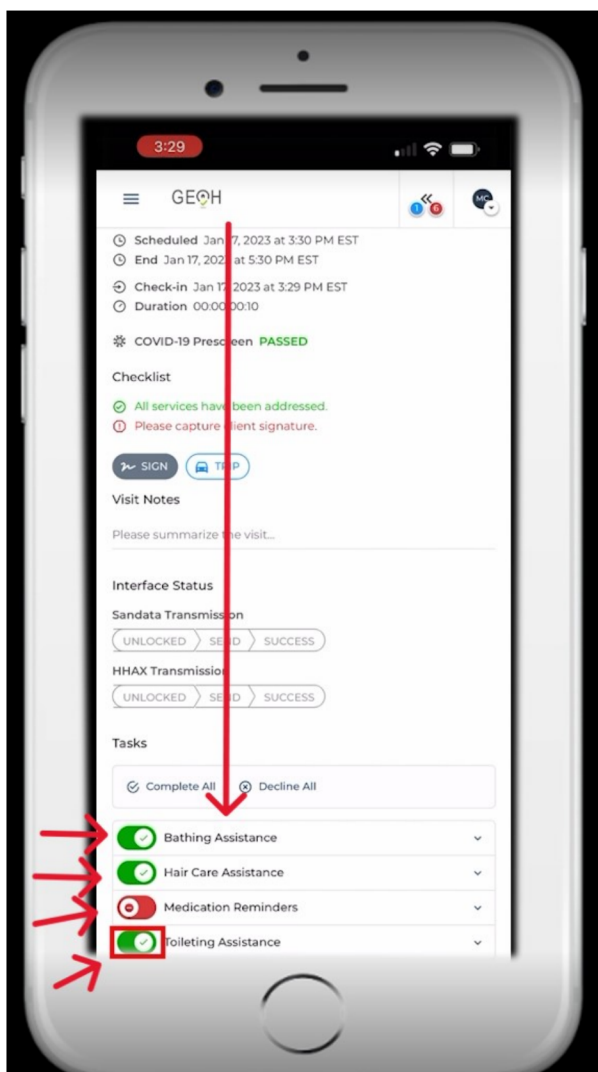 3:29
GEOH
1 6
MC
Scheduled Jan 17, 2023 at 3:30 PM EST
End Jan 17, 2023 at 5:30 PM EST
Check-in Jan 17 2023 at 3:29 PM EST
Duration 00:00:00:10
COVID-19 Prescreen PASSED
Checklist
All services have been addressed.
Please capture client signature.
SIGN TRIP
Visit Notes
Please summarize the visit...
Interface Status
Sandata Transmission
UNLOCKED SEND SUCCESS
HHAX Transmission
UNLOCKED SEND SUCCESS
Tasks
Complete All Decline All
Bathing Assistance
Hair Care Assistance
Medication Reminders
Toileting Assistance